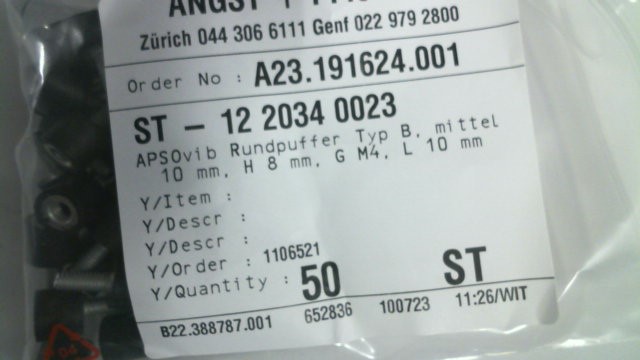 ANGST +
Zürich 044 306 6111 Genf 022 979 2800
Order No : A23.191624.001
ST – 12 2034 0023
APSOvib Rundpuffer Typ B, mittel
10 mm, H 8 mm, G M4, L 10 mm
Y/Item :
Y/Descr :
Y/Descr :
Y/Order : 1106521
Y/Quantity : 50 ST
B22.388787.001 652836 100723 11:26/WIT